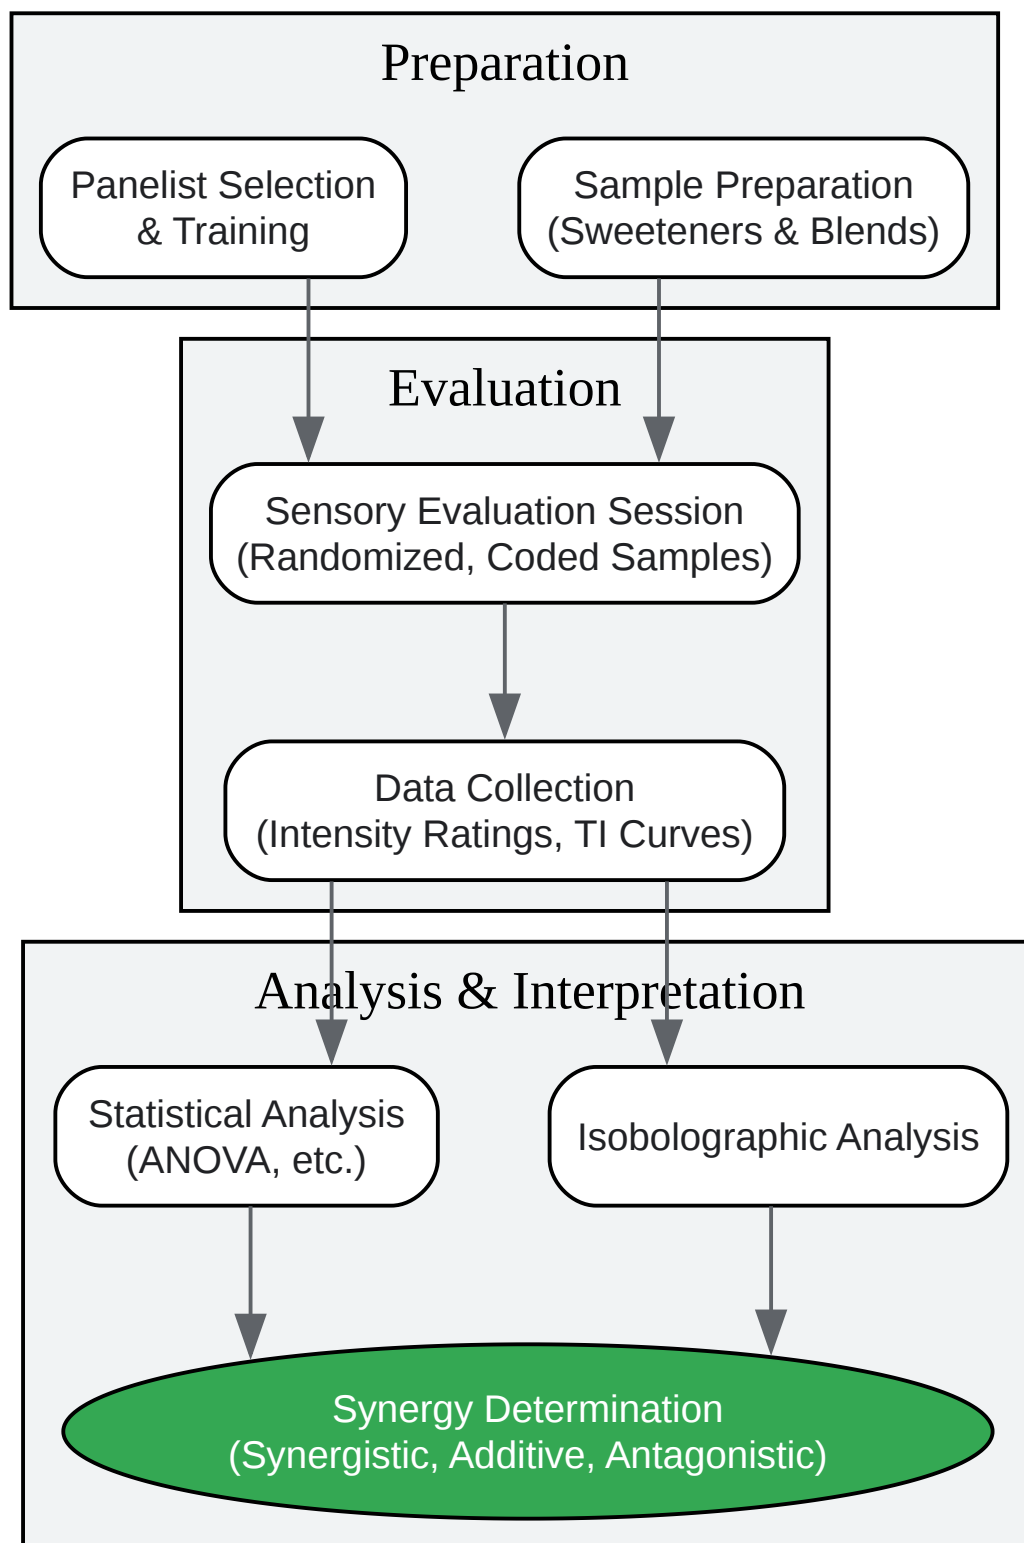 Preparation
Panelist Selection
& Training
Sample Preparation
(Sweeteners & Blends)
Evaluation
Sensory Evaluation Session
(Randomized, Coded Samples)
Data Collection
(Intensity Ratings, TI Curves)
Analysis & Interpretation
Statistical Analysis
(ANOVA, etc.)
Isobolographic Analysis
Synergy Determination
(Synergistic, Additive, Antagonistic)